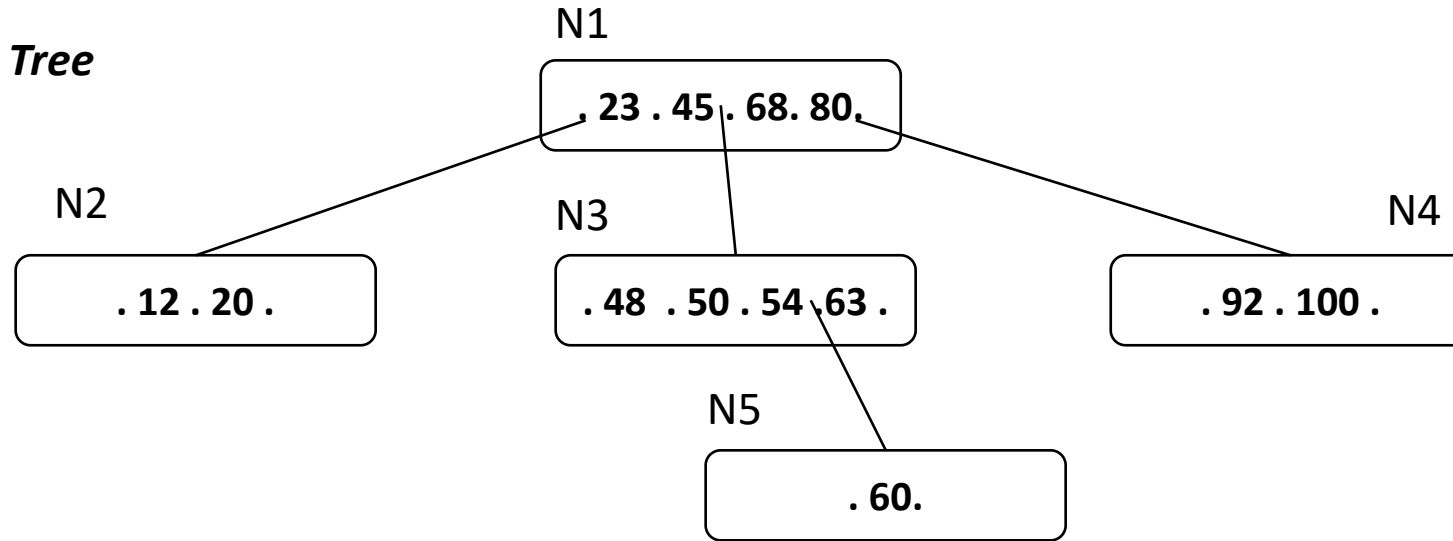 N1
Tree
. 23 . 45 . 68. 80.
N2
N3
N4
. 12 . 20 .
. 48 . 50 . 54 .63 .
. 92 . 100 .
N5
. 60.